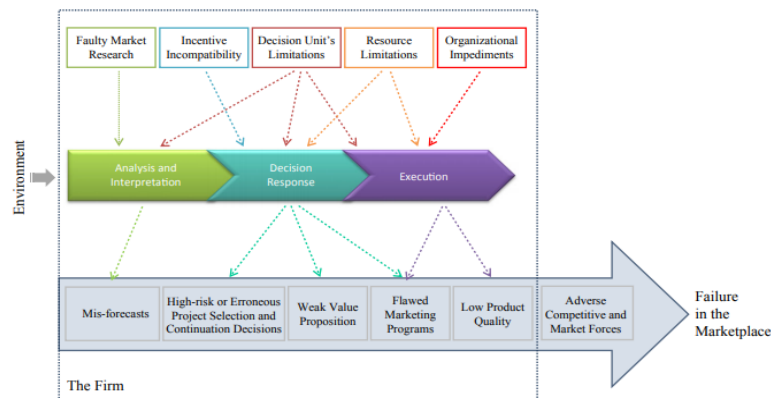 Faulty Market
Research
Incentive
Incompatibility
Decision Unit's
Limitations
Resource
Limitations
Organizational
Impediments
Environment
Analysis and
Interpretation
Decision
Response
Execution
Mis-forecasts
High-risk or Erroneous
Project Selection and
Continuation Decisions
Weak Value
Proposition
Flawed
Marketing
Programs
Low Product
Quality
Adverse
Competitive and
Market Forces
Failure
in the
Marketplace
The Firm